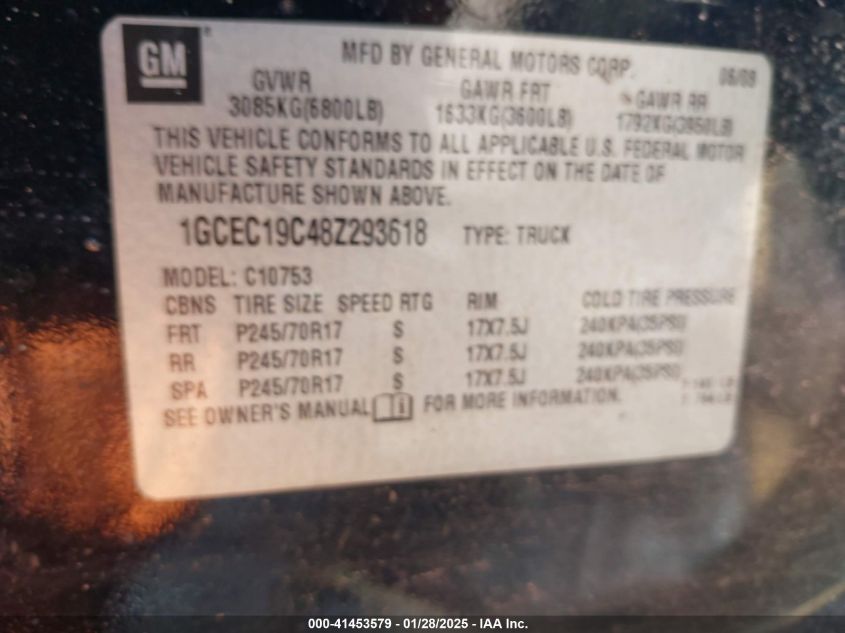 GM
MFD BY GENERAL MOTORS CORP. 06/08
GVWR GAWR FRT GAWR RR
3085KG(6800LB) 1633KG(3600LB) 1792KG(3950LB)
THIS VEHICLE CONFORMS TO ALL APPLICABLE U.S. FEDERAL MOTOR
VEHICLE SAFETY STANDARDS IN EFFECT ON THE DATE OF
MANUFACTURE SHOWN ABOVE.
1GCEC19C48Z293618 TYPE: TRUCK
MODEL: C10753
CBNS TIRE SIZE SPEED RTG RIM COLD TIRE PRESSURE
FRT P245/70R17 S 17X7.5J 240KPA(35PSI)
RR P245/70R17 S 17X7.5J 240KPA(35PSI)
SPA P245/70R17 S 17X7.5J 240KPA(35PSI)
SEE OWNER'S MANUAL FOR MORE INFORMATION.
000-41453579 / 01/28/2025 - IAA Inc.